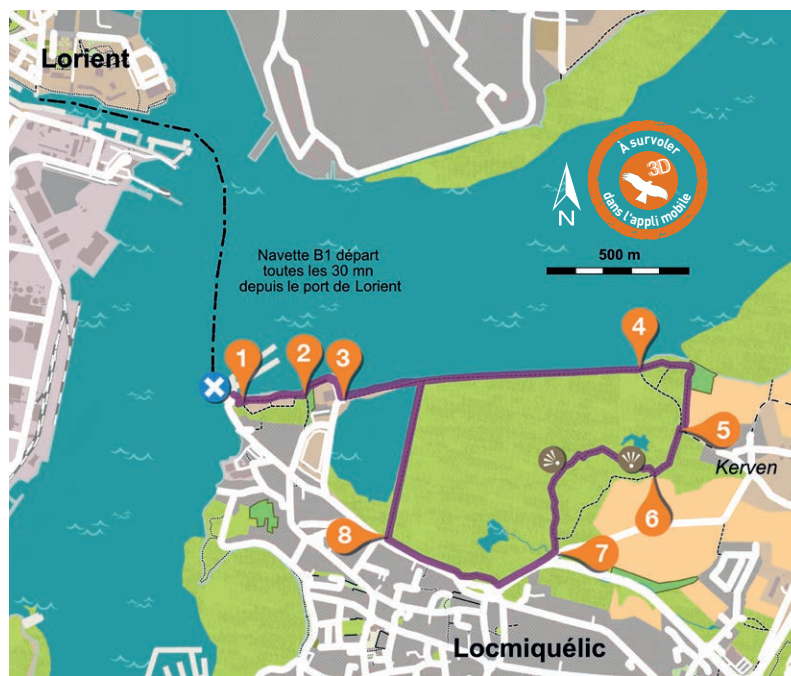 Lorient
À survoler
3D
dans l'appli mobile
N
Navette B1 départ
toutes les 30 mn
depuis le port de Lorient
500 m
1
2
3
4
5
Kerven
6
7
8
Locmiquélic